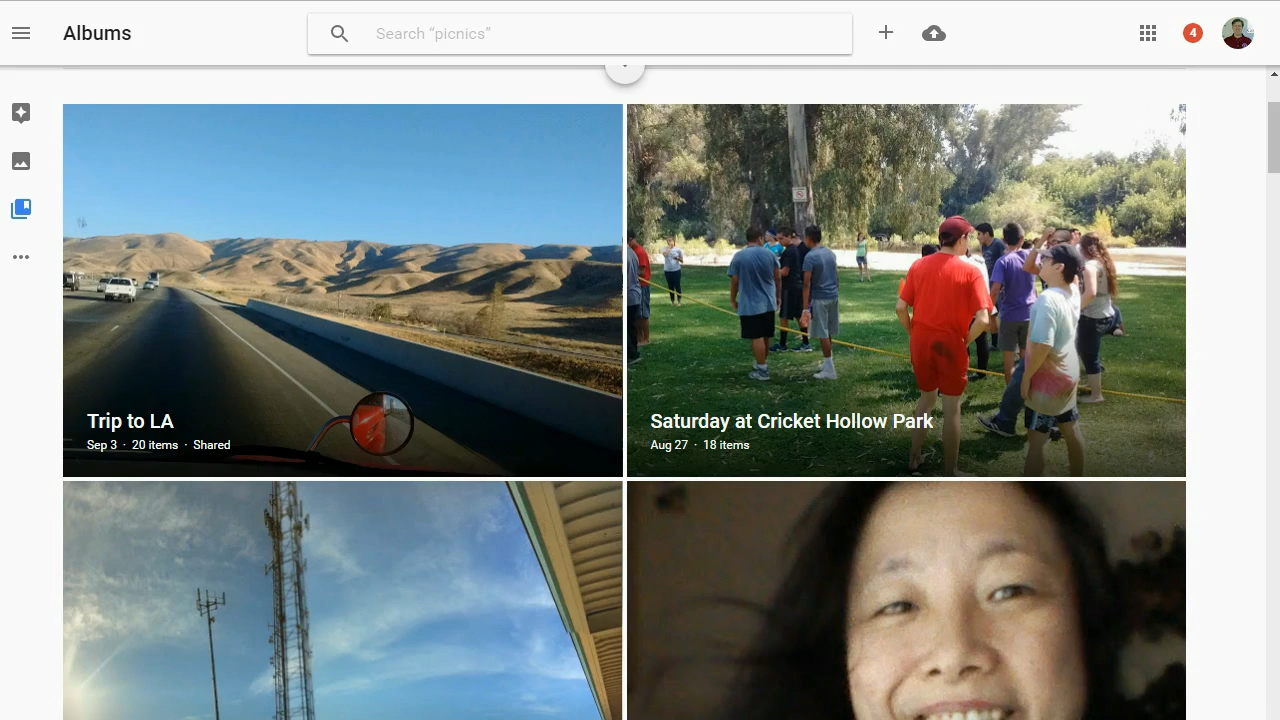 Albums
Search “picnics”
4
Trip to LA
Sep 3 · 20 items · Shared
Saturday at Cricket Hollow Park
Aug 27 · 18 items